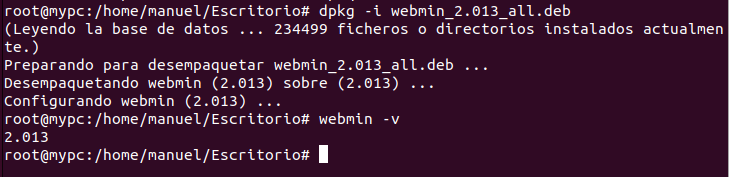 root@mypc:/home/manuel/Escritorio# dpkg -i webmin_2.013_all.deb
(Leyendo la base de datos ... 234499 ficheros o directorios instalados actualmen
te.)
Preparando para desempaquetar webmin_2.013_all.deb ...
Desempaquetando webmin (2.013) sobre (2.013) ...
Configurando webmin (2.013) ...
root@mypc:/home/manuel/Escritorio# webmin -v
2.013
root@mypc:/home/manuel/Escritorio#